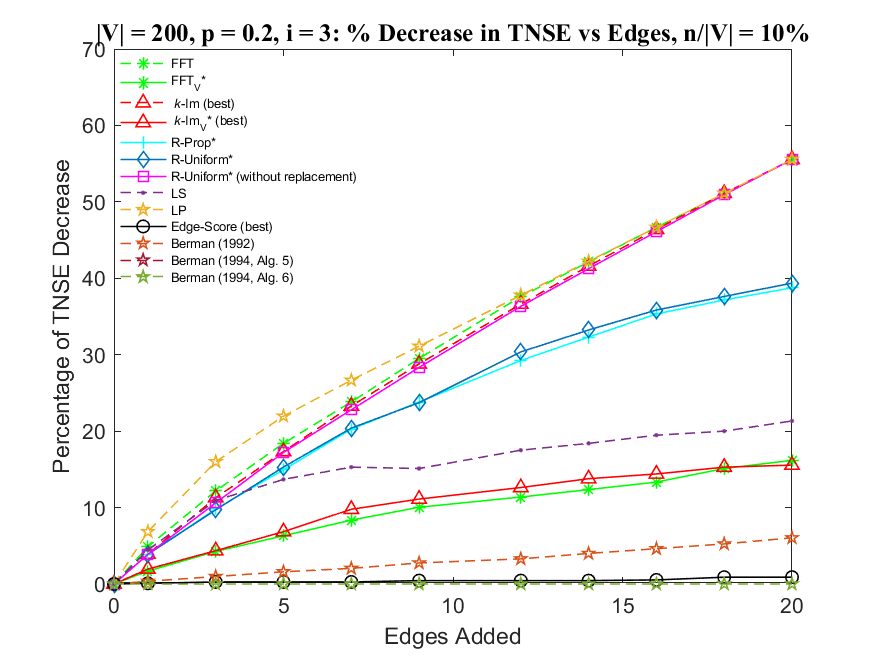 |V| = 200, p = 0.2, i = 3: % Decrease in TNSE vs Edges, n/|V| = 10%
70
60
50
40
30
20
10
0
Percentage of TNSE Decrease
FFT
FFT_V*
k-lm (best)
k-lm_V* (best)
R-Prop*
R-Uniform*
R-Uniform* (without replacement)
LS
LP
Edge-Score (best)
Berman (1992)
Berman (1994, Alg. 5)
Berman (1994, Alg. 6)
0 5 10 15 20
Edges Added